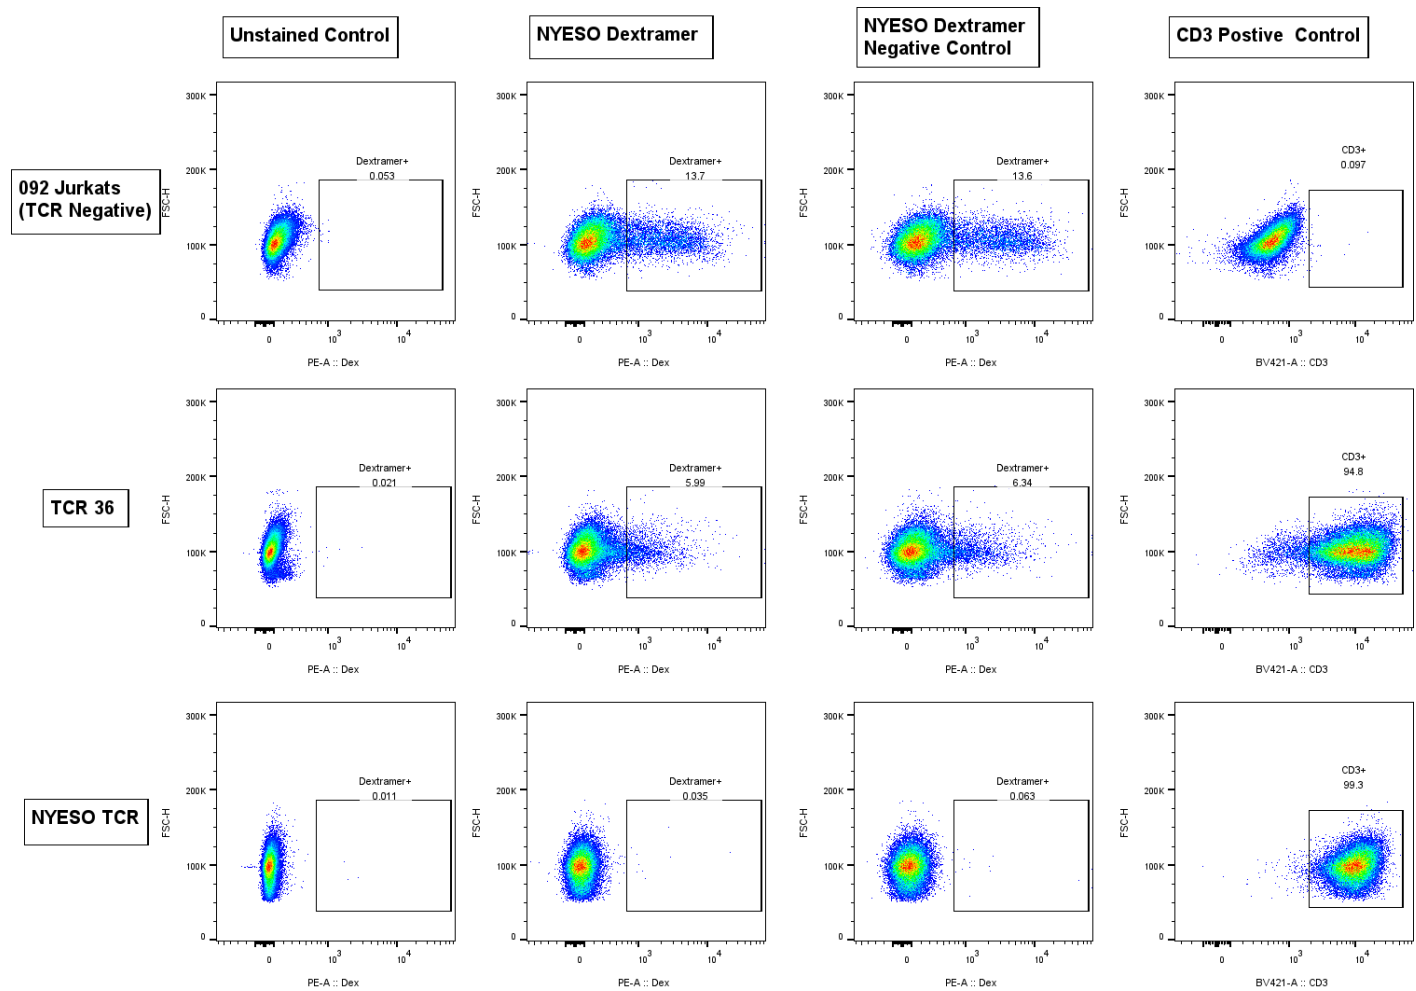 Unstained Control
NYESO Dextramer
NYESO Dextramer
Negative Control
CD3 Postive Control
092 Jurkats
(TCR Negative)
300K
200K
100K
0
FSC-H
Dextramer+
0.053
0
10^3
10^4
PE-A :: Dex
300K
200K
100K
0
FSC-H
Dextramer+
13.7
0
10^3
10^4
PE-A :: Dex
300K
200K
100K
0
FSC-H
Dextramer+
13.6
0
10^3
10^4
PE-A :: Dex
300K
200K
100K
0
FSC-H
CD3+
0.097
0
10^3
10^4
BV421-A :: CD3
TCR 36
300K
200K
100K
0
FSC-H
Dextramer+
0.021
0
10^3
10^4
PE-A :: Dex
300K
200K
100K
0
FSC-H
Dextramer+
5.99
0
10^3
10^4
PE-A :: Dex
300K
200K
100K
0
FSC-H
Dextramer+
6.34
0
10^3
10^4
PE-A :: Dex
300K
200K
100K
0
FSC-H
CD3+
94.8
0
10^3
10^4
BV421-A :: CD3
NYESO TCR
300K
200K
100K
0
FSC-H
Dextramer+
0.011
0
10^3
10^4
PE-A :: Dex
300K
200K
100K
0
FSC-H
Dextramer+
0.035
0
10^3
10^4
PE-A :: Dex
300K
200K
100K
0
FSC-H
Dextramer+
0.063
0
10^3
10^4
PE-A :: Dex
300K
200K
100K
0
FSC-H
CD3+
99.3
0
10^3
10^4
BV421-A :: CD3